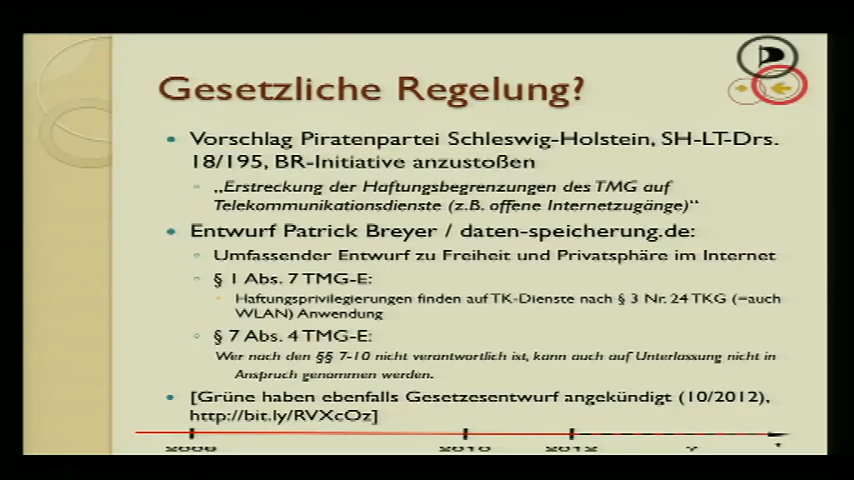 Gesetzliche Regelung?
Vorschlag Piratenpartei Schleswig-Holstein, SH-LT-Drs.
18/195, BR-Initiative anzustoßen
„Erstreckung der Haftungsbegrenzungen des TMG auf
Telekommunikationsdienste (z.B. offene Internetzugänge)“
Entwurf Patrick Breyer / daten-speicherung.de:
Umfassender Entwurf zu Freiheit und Privatsphäre im Internet
§ 1 Abs. 7 TMG-E:
Haftungsprivilegierungen finden auf TK-Dienste nach § 3 Nr. 24 TKG (=auch
WLAN) Anwendung
§ 7 Abs. 4 TMG-E:
Wer nach den §§ 7-10 nicht verantwortlich ist, kann auch auf Unterlassung nicht in
Anspruch genommen werden.
[Grüne haben ebenfalls Gesetzesentwurf angekündigt (10/2012),
http://bit.ly/RVXcOz]
2010 2012 ?